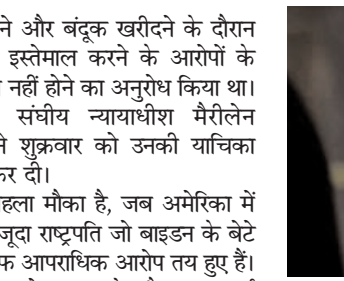 ने और बंदूक खरीदने के दौरान
इस्तेमाल करने के आरोपों के
नहीं होने का अनुरोध किया था।
संघीय न्यायाधीश मैरीलेन
ने शुक्रवार को उनकी याचिका
कर दी।
हला मौका है, जब अमेरिका में
जूदा राष्ट्रपति जो बाइडन के बेटे
फ आपराधिक आरोप तय हुए हैं।